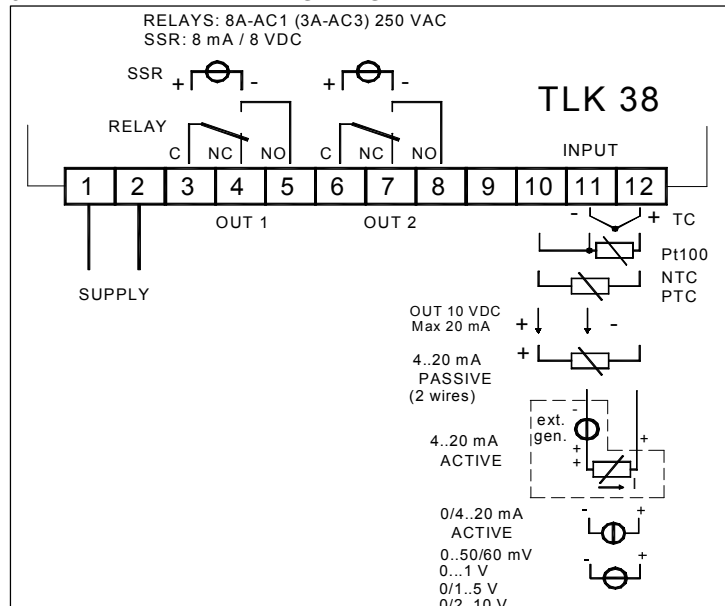 RELAYS: 8A-AC1 (3A-AC3) 250 VAC
SSR: 8 mA / 8 VDC
SSR + - + -
TLK 38
RELAY
C NC NO C NC NO INPUT
1 2 3 4 5 6 7 8 9 10 11 12
OUT 1 OUT 2
- + TC
Pt100
NTC
PTC
SUPPLY
OUT 10 VDC
Max 20 mA + -
+
4..20 mA
PASSIVE
(2 wires)
-
ext.
gen.
+
+
+
4..20 mA
ACTIVE
I
0/4..20 mA
ACTIVE
- +
0..50/60 mV
0...1 V
0/1..5 V
0/2..10 V
- +